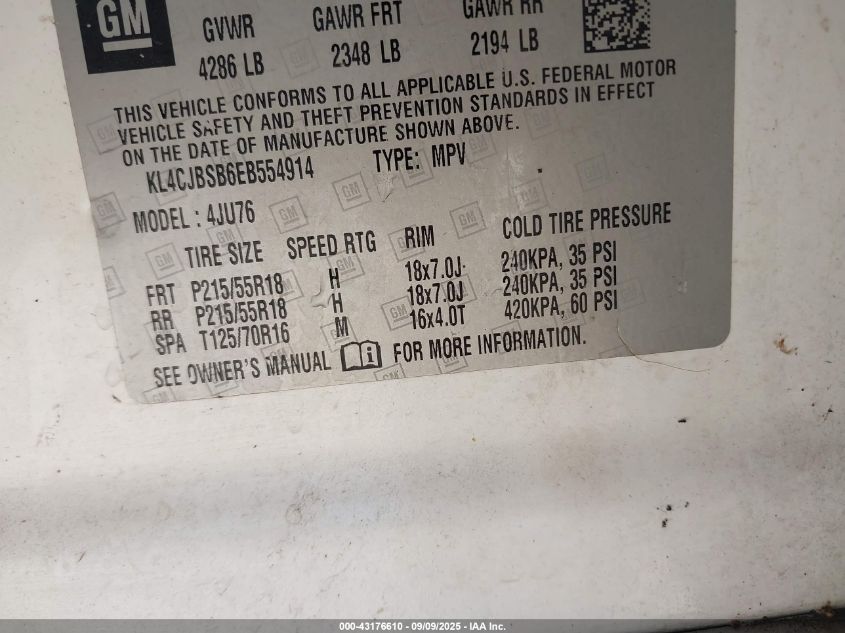 GM
GVWR GAWR FRT GAWR RR
4286 LB 2348 LB 2194 LB
THIS VEHICLE CONFORMS TO ALL APPLICABLE U.S. FEDERAL MOTOR
VEHICLE SAFETY AND THEFT PREVENTION STANDARDS IN EFFECT
ON THE DATE OF MANUFACTURE SHOWN ABOVE.
KL4CJBSB6EB554914 TYPE: MPV
MODEL : 4JU76
TIRE SIZE SPEED RTG RIM COLD TIRE PRESSURE
FRT P215/55R18 H 18x7.0J 240KPA, 35 PSI
RR P215/55R18 H 18x7.0J 240KPA, 35 PSI
SPA T125/70R16 M 16x4.0T 420KPA, 60 PSI
SEE OWNER'S MANUAL FOR MORE INFORMATION.
000-43176610 - 09/09/2025 - IAA Inc.